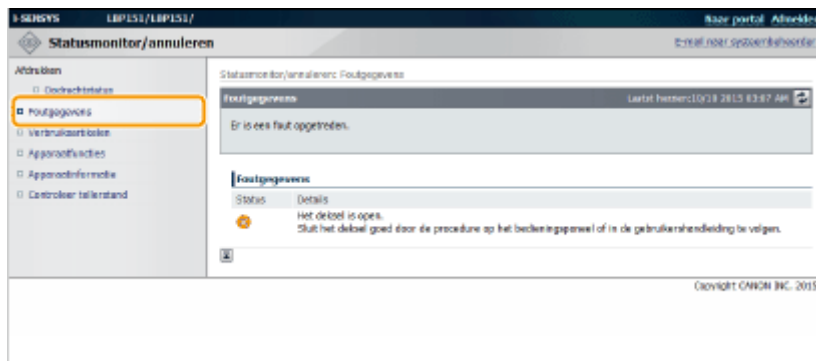 i-SENSYS LBP151/LBP151/
Naar portal Afmelden
Statusmonitor/annuleren
E-mail naar systeembeheerder
Afdrukken
Opdrachtstatus
Foutgegevens
Verbruiksartikelen
Apparaatfuncties
Apparaatinformatie
Controleer tellerstand
Statusmonitor/annuleren: Foutgegevens
Foutgegevens
2015
Er is een fout opgetreden.
Foutgegevens
Status Details
Het deksel is open.
Sluit het deksel goed door de procedure op het bedieningspaneel of in de gebruikershandleiding te volgen.
Copyright CANON INC. 2015